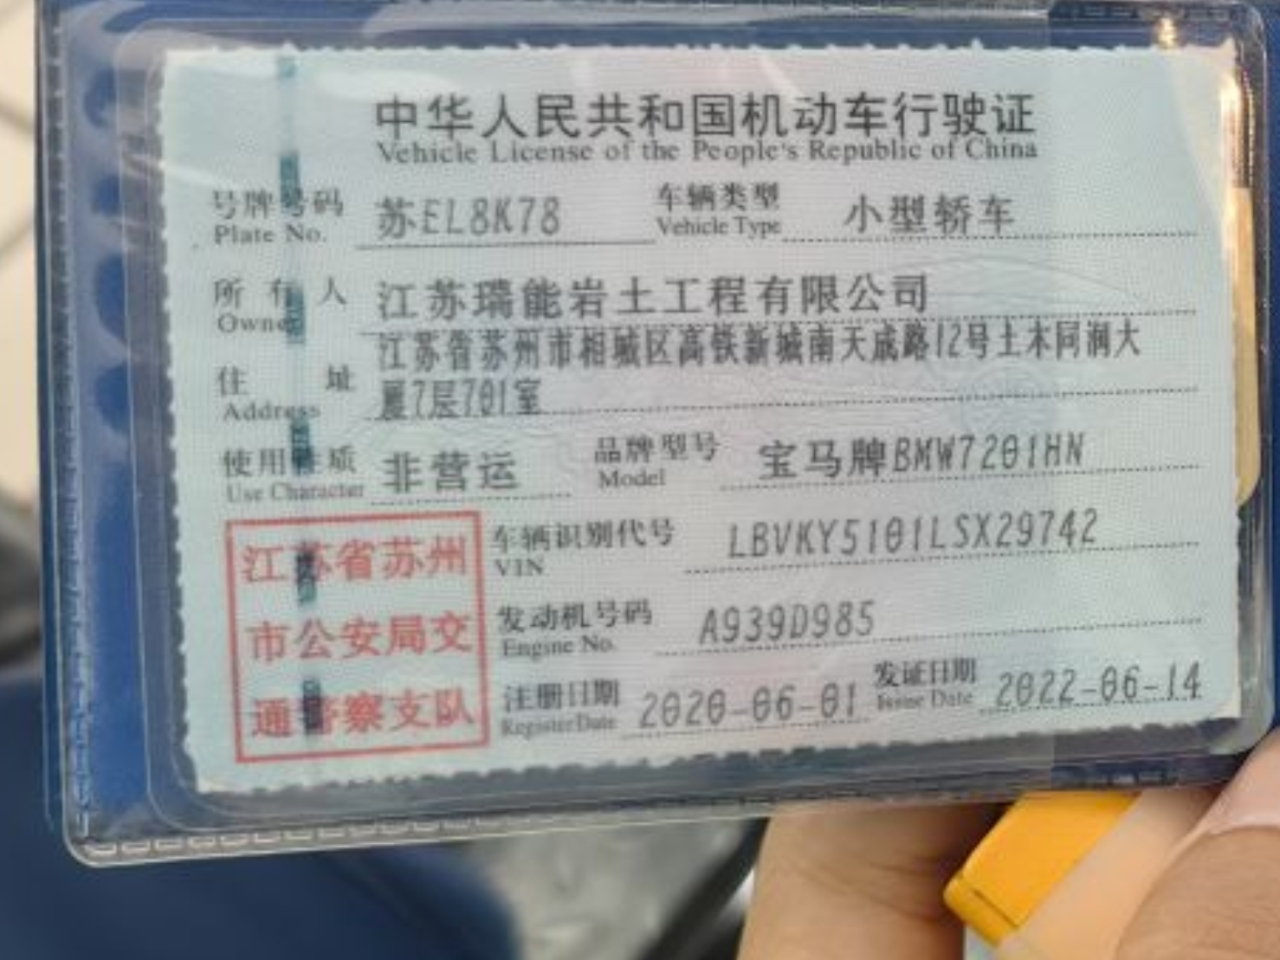 中华人民共和国机动车行驶证
Vehicle License of the People's Republic of China
号牌号码 苏EL8K78 车辆类型 小型轿车
Plate No. Vehicle Type
所有人 江苏瑞能岩土工程有限公司
Owner
江苏省苏州市相城区高铁新城南天成路12号土木同润大
住址
Address 厦7层701室
使用性质 非营运 品牌型号 宝马牌BMW7201HN
Use Character Model
江苏省苏州
市公安局交
通警察支队
车辆识别代号 LBVKY5101LSX29742
VIN
发动机号码 A939D985
Engine No.
注册日期 2020-06-01 发证日期 2022-06-14
Register Date Issue Date